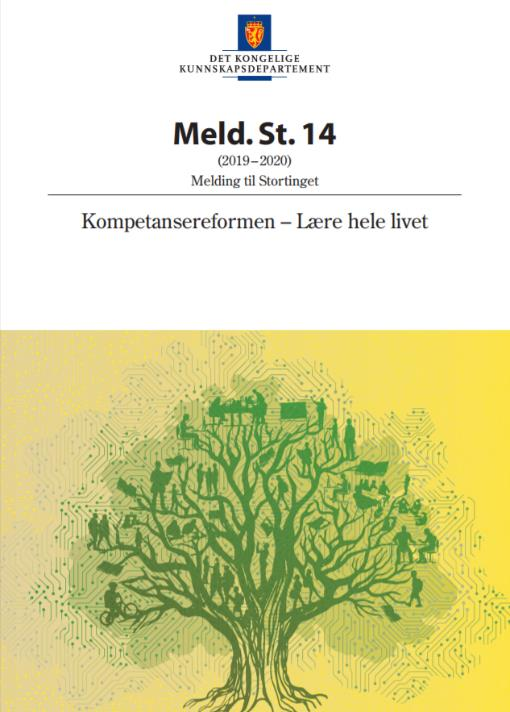 DET KONGELIGE
KUNNSKAPSDEPARTEMENT
Meld. St. 14
(2019–2020)
Melding til Stortinget
Kompetansereformen – Lære hele livet